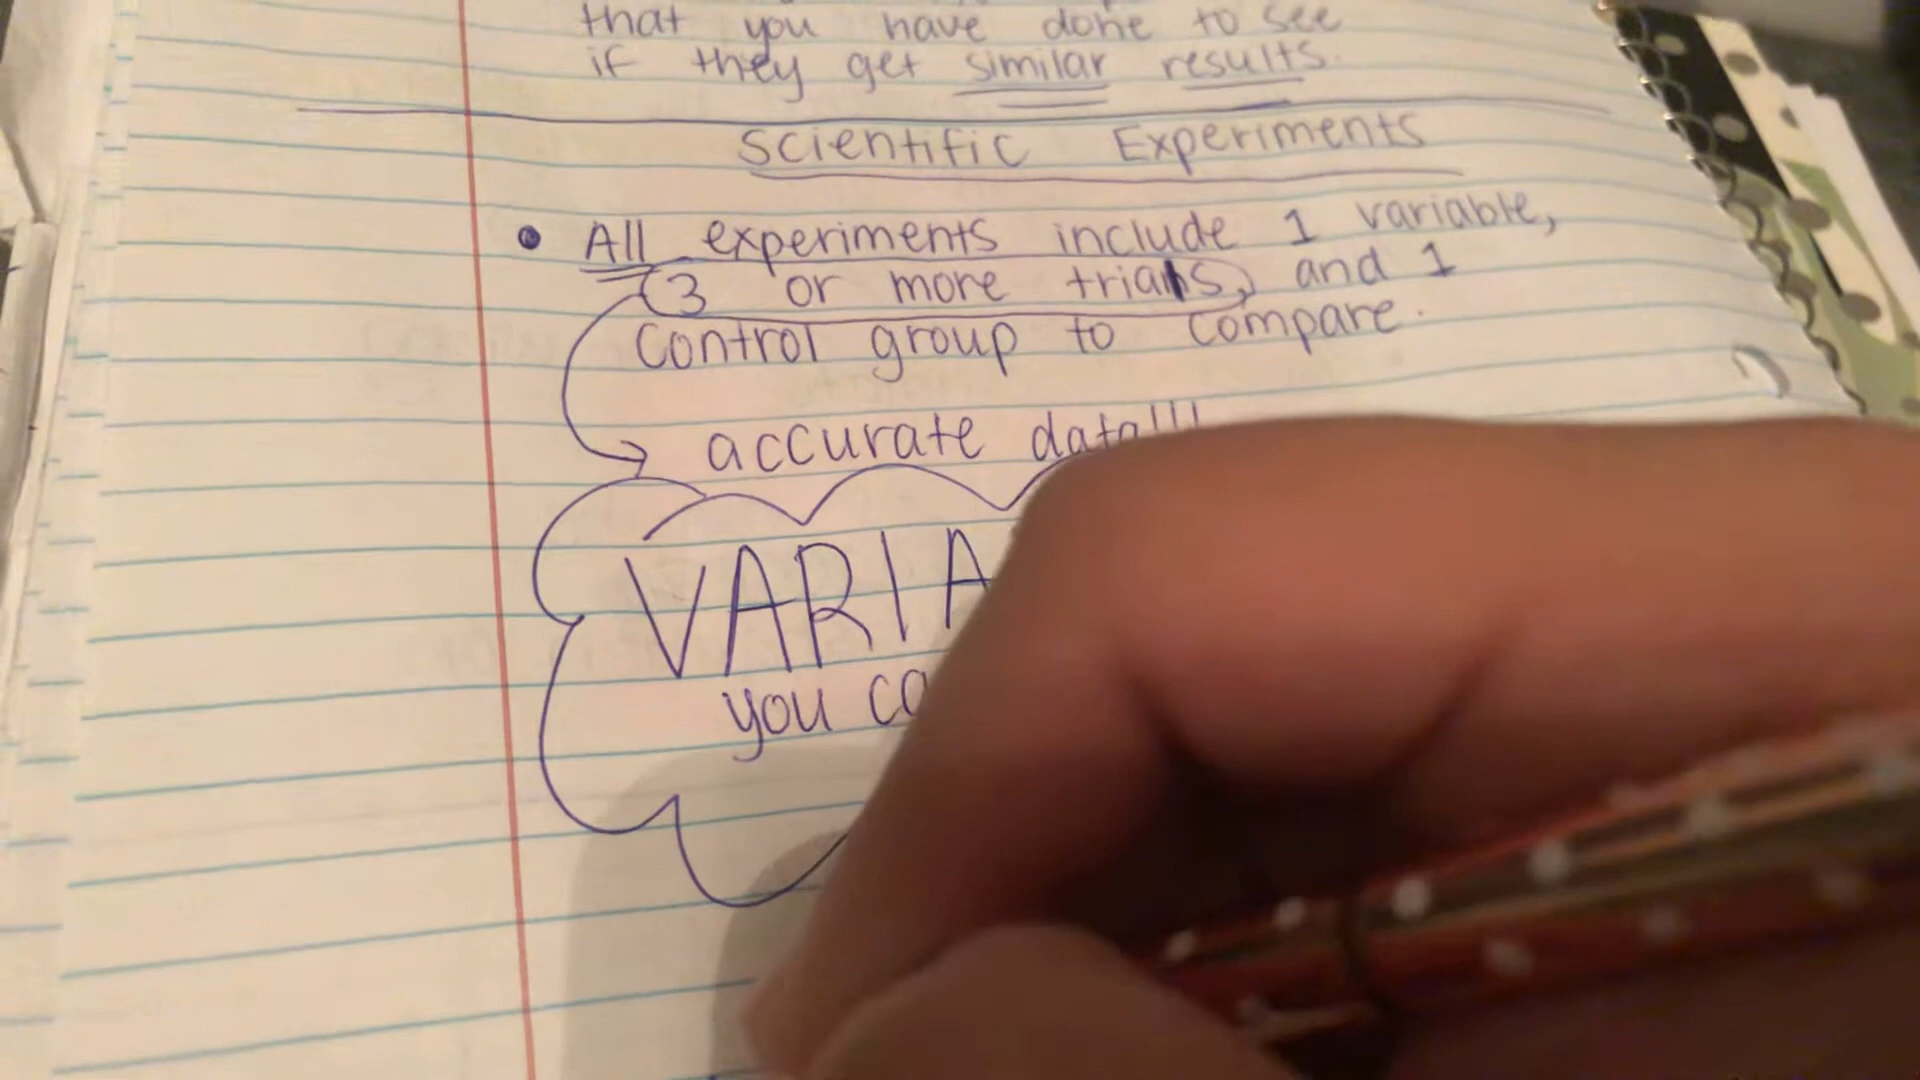 that you have done to see
if they get similar results.
Scientific Experiments
• All experiments include 1 variable,
3 or more trials, and 1
control group to compare.
accurate data!!!
you